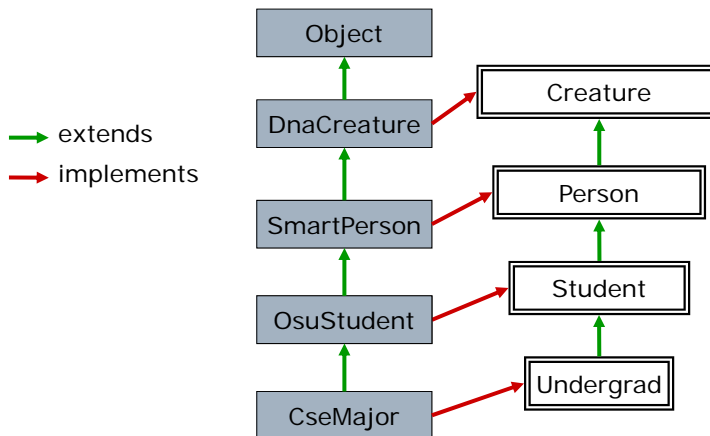 Object
Creature
DnaCreature
extends
implements
Person
SmartPerson
Student
OsuStudent
Undergrad
CseMajor